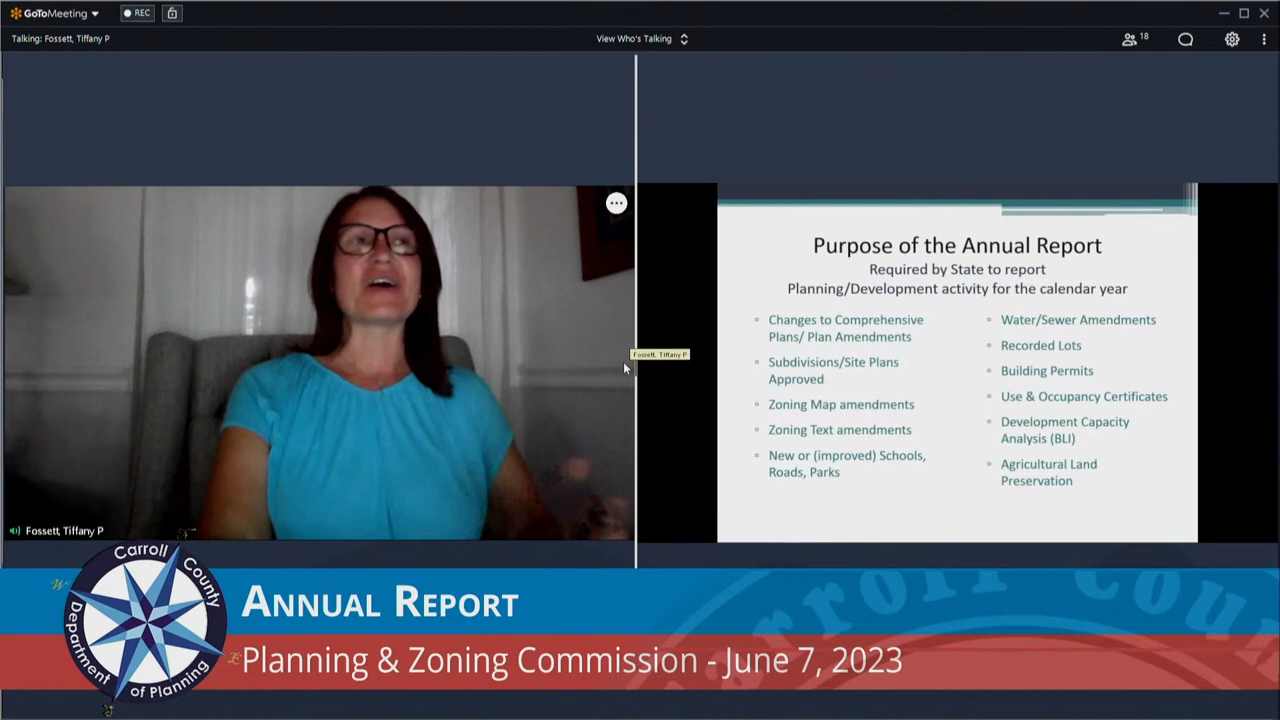 GoToMeeting
REC
Talking: Fossett, Tiffany P
View Who's Talking
18
Purpose of the Annual Report
Required by State to report
Planning/Development activity for the calendar year
Changes to Comprehensive
Plans/ Plan Amendments
Subdivisions/Site Plans
Approved
Zoning Map amendments
Zoning Text amendments
New or (improved) Schools,
Roads, Parks
Water/Sewer Amendments
Recorded Lots
Building Permits
Use & Occupancy Certificates
Development Capacity
Analysis (BLI)
Agricultural Land
Preservation
Fossett, Tiffany P
Fossett, Tiffany P
Carroll County
Department of Planning
W
E
S
Annual Report
Planning & Zoning Commission - June 7, 2023
arroll Coun